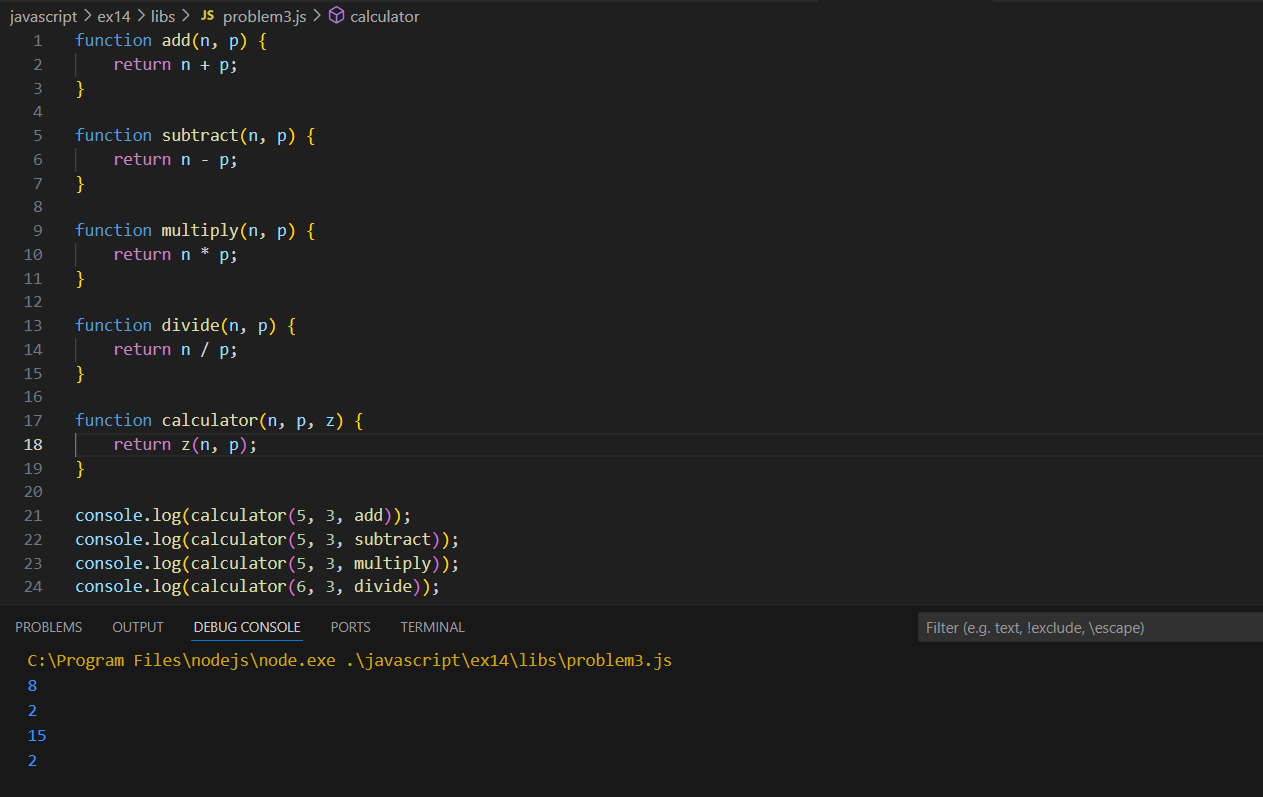 javascript > ex14 > libs > JS problem3.js > calculator
1 function add(n, p) {
2     return n + p;
3 }
4
5 function subtract(n, p) {
6     return n - p;
7 }
8
9 function multiply(n, p) {
10     return n * p;
11 }
12
13 function divide(n, p) {
14     return n / p;
15 }
16
17 function calculator(n, p, z) {
18     return z(n, p);
19 }
20
21 console.log(calculator(5, 3, add));
22 console.log(calculator(5, 3, subtract));
23 console.log(calculator(5, 3, multiply));
24 console.log(calculator(6, 3, divide));
PROBLEMS OUTPUT DEBUG CONSOLE PORTS TERMINAL Filter (e.g. text, !exclude, \escape)
C:\Program Files\nodejs\node.exe .\javascript\ex14\libs\problem3.js
8
2
15
2